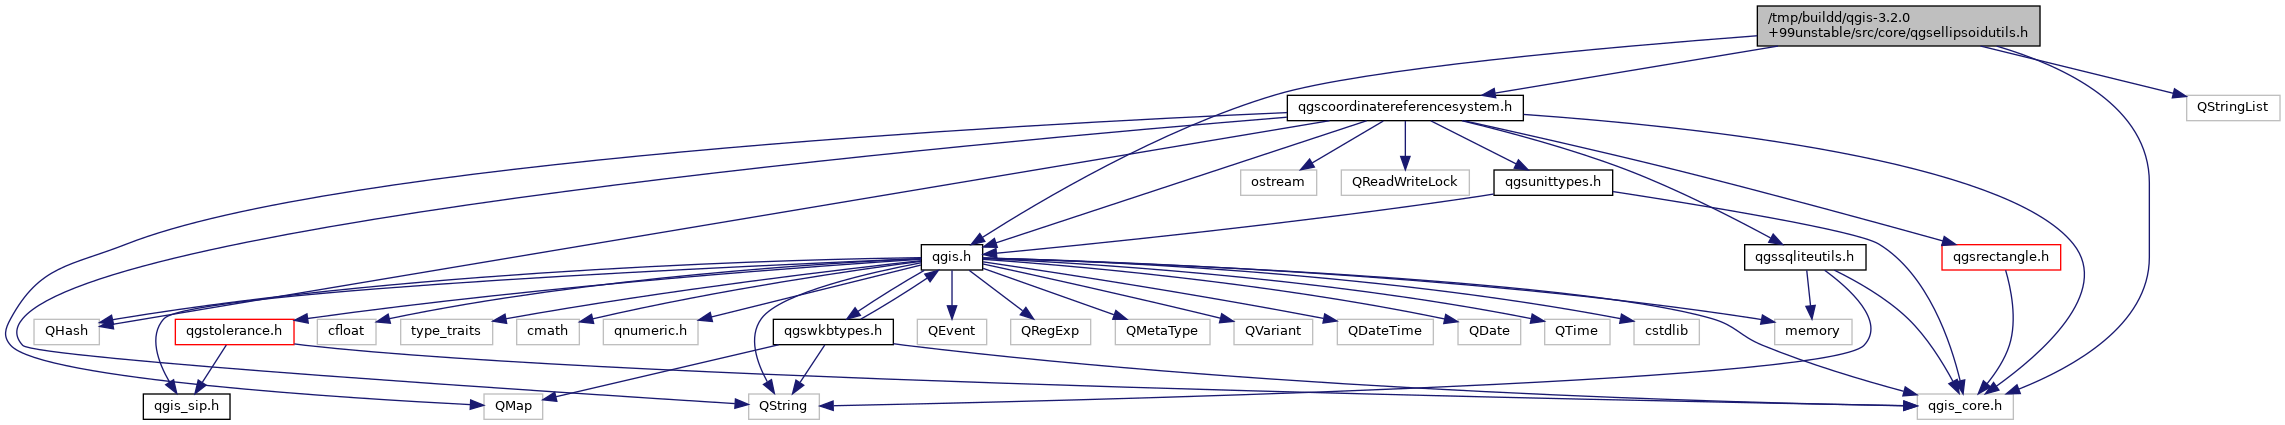 /tmp/buildd/qgis-3.2.0
+99unstable/src/core/qgsellipsoidutils.h
qgscoordinatereferencesystem.h
QStringList
ostream
QReadWriteLock
qgsunittypes.h
qgis.h
qgssqliteutils.h
qgsrectangle.h
QHash
qgstolerance.h
cfloat
type_traits
cmath
qnumeric.h
qgswkbtypes.h
QEvent
QRegExp
QMetaType
QVariant
QDateTime
QDate
QTime
cstdlib
memory
qgis_sip.h
QMap
QString
qgis_core.h